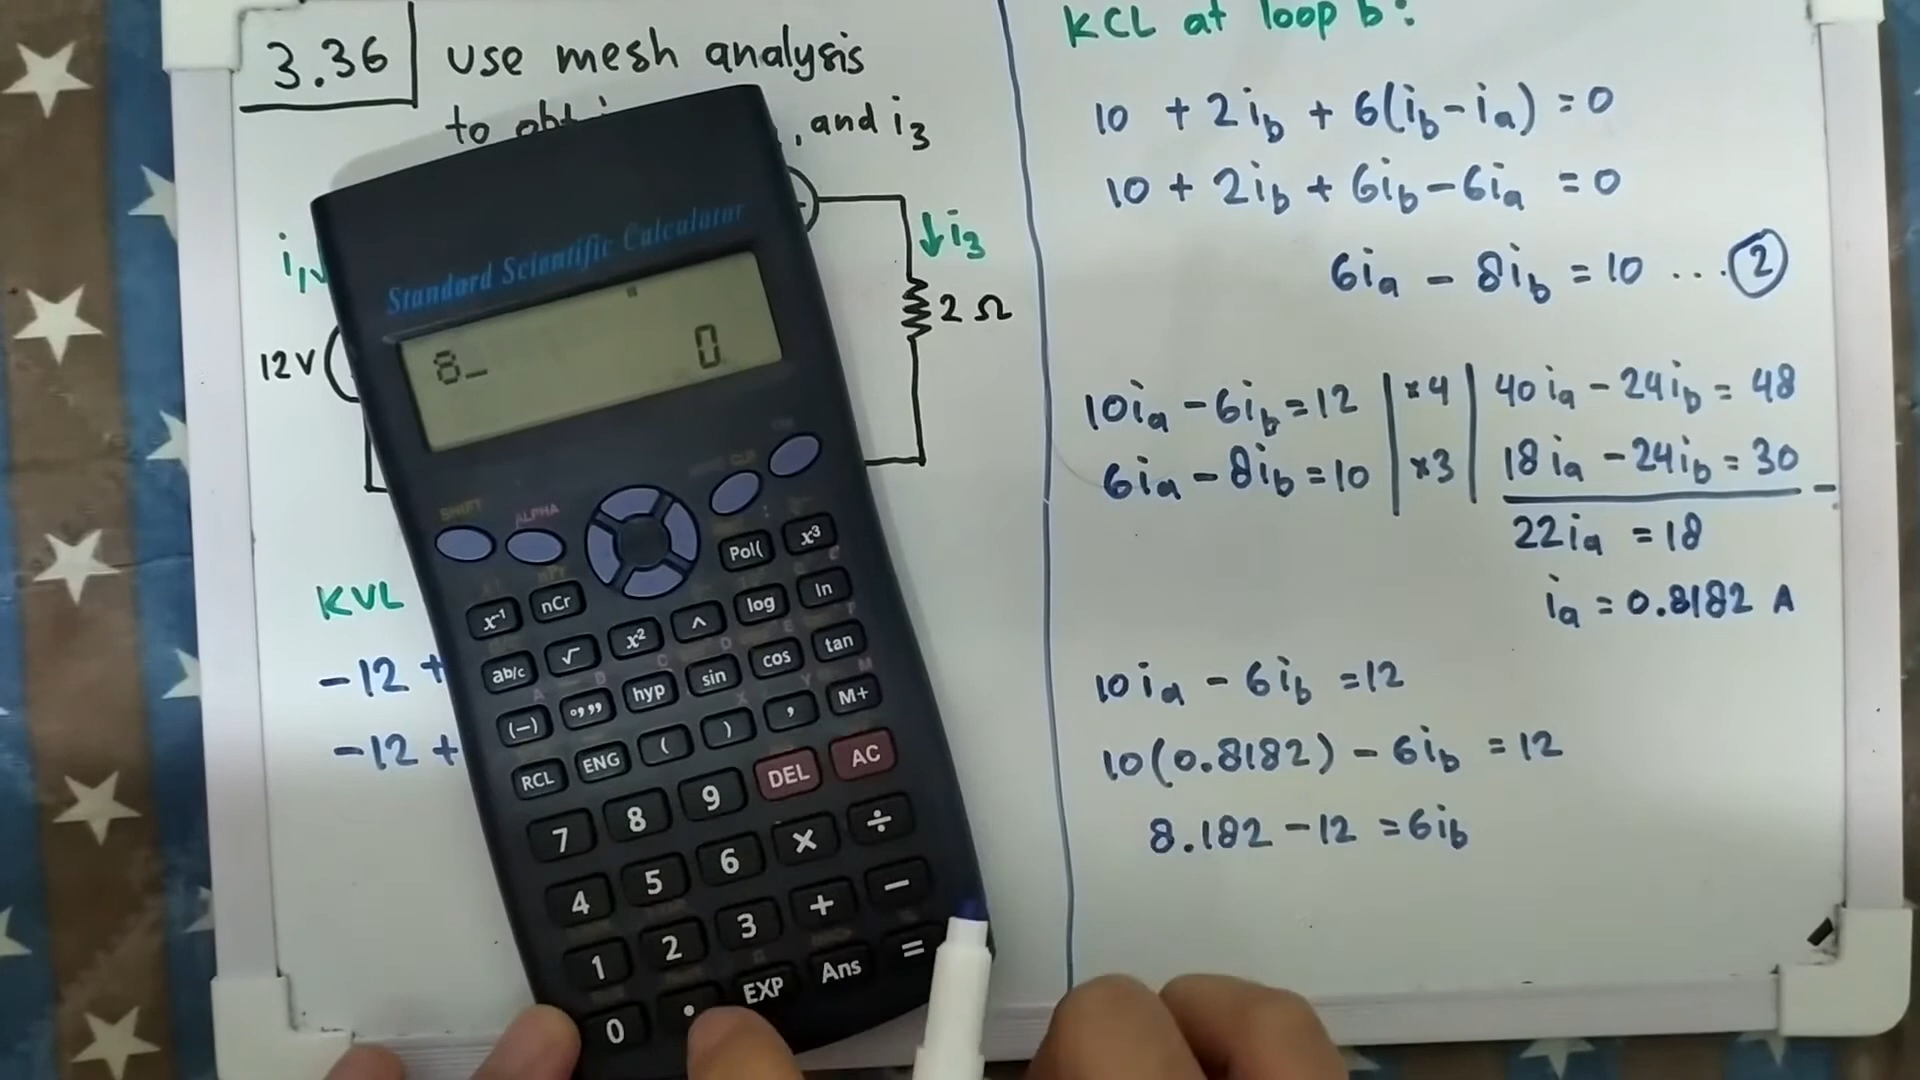 3.36
use mesh analysis
to obt
, and i3
i1
i3
2 Ω
12V
KVL
-12 +
-12 +
KCL at loop b:
10 + 2ib + 6(ib-ia) = 0
10 + 2ib + 6ib - 6ia = 0
6ia - 8ib = 10 ... 2
10ia - 6ib = 12 | *4 | 40ia - 24ib = 48
6ia - 8ib = 10 | *3 | 18ia - 24ib = 30 -
22ia = 18
ia = 0.8182 A
10ia - 6ib = 12
10(0.8182) - 6ib = 12
8.182 - 12 = 6ib
Standard Scientific Calculator
8_ 0
SHIFT ALPHA
Pol( x³
x⁻¹ nCr
ab/c √ x² ^ log ln
(−) °,,, hyp sin cos tan
RCL ENG ( ) , M+
7 8 9 DEL AC
4 5 6 × ÷
1 2 3 + −
0 . EXP Ans =